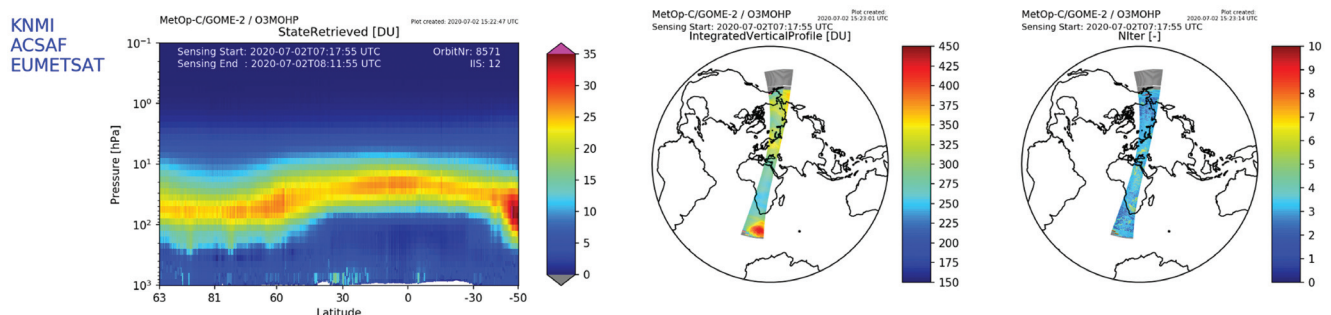 KNMI
ACSAF
EUMETSAT
MetOp-C/GOME-2 / O3MOHP
Plot created: 2020-07-02 15:22:47 UTC
StateRetrieved [DU]
Sensing Start: 2020-07-02T07:17:55 UTC
OrbitNr: 8571
Sensing End : 2020-07-02T08:11:55 UTC
IIS: 12
Pressure [hPa]
10⁻¹
10⁰
10¹
10²
10³
63 81 60 30 0 -30 -50
Latitude
35
30
25
20
15
10
5
0
MetOp-C/GOME-2 / O3MOHP
Plot created:
2020-07-02 15:23:01 UTC
Sensing Start: 2020-07-02T07:17:55 UTC
IntegratedVerticalProfile [DU]
450
425
400
375
350
325
300
275
250
225
200
175
150
MetOp-C/GOME-2 / O3MOHP
Plot created:
2020-07-02 15:23:14 UTC
Sensing Start: 2020-07-02T07:17:55 UTC
NIter [-]
10
9
8
7
6
5
4
3
2
1
0